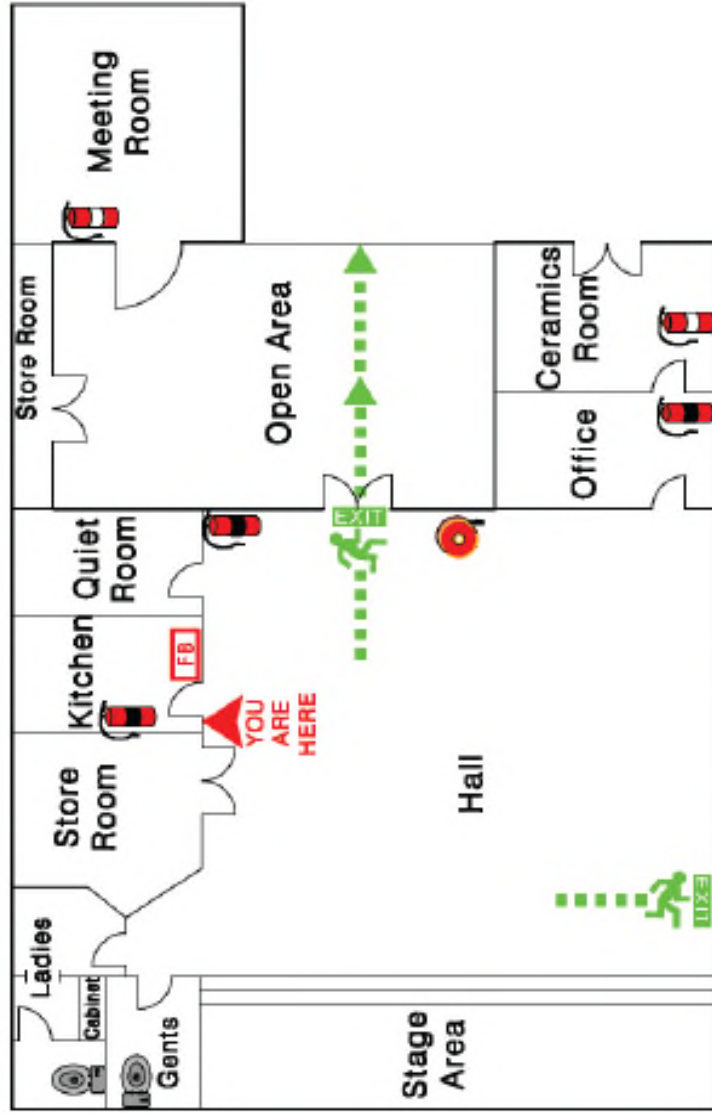 Ladies
Cabinet
Gents
Store
Room
Kitchen
Quiet
Room
Store Room
Meeting
Room
FB
YOU
ARE
HERE
Open Area
EXIT
Stage
Area
Hall
Office
Ceramics
Room
EXIT